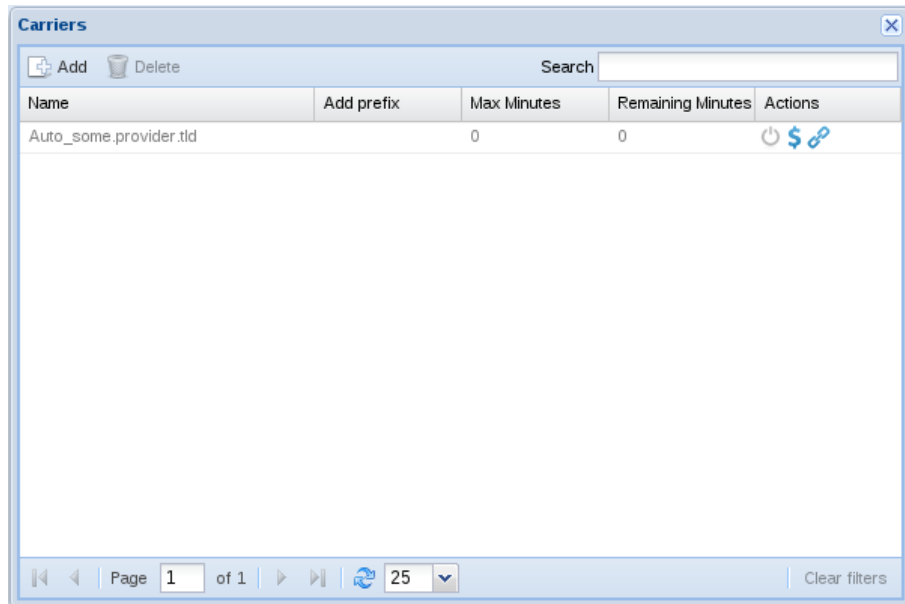 Carriers
Add Delete Search
Name Add prefix Max Minutes Remaining Minutes Actions
Auto_some.provider.tld 0 0 $
Page 1 of 1 25 Clear filters